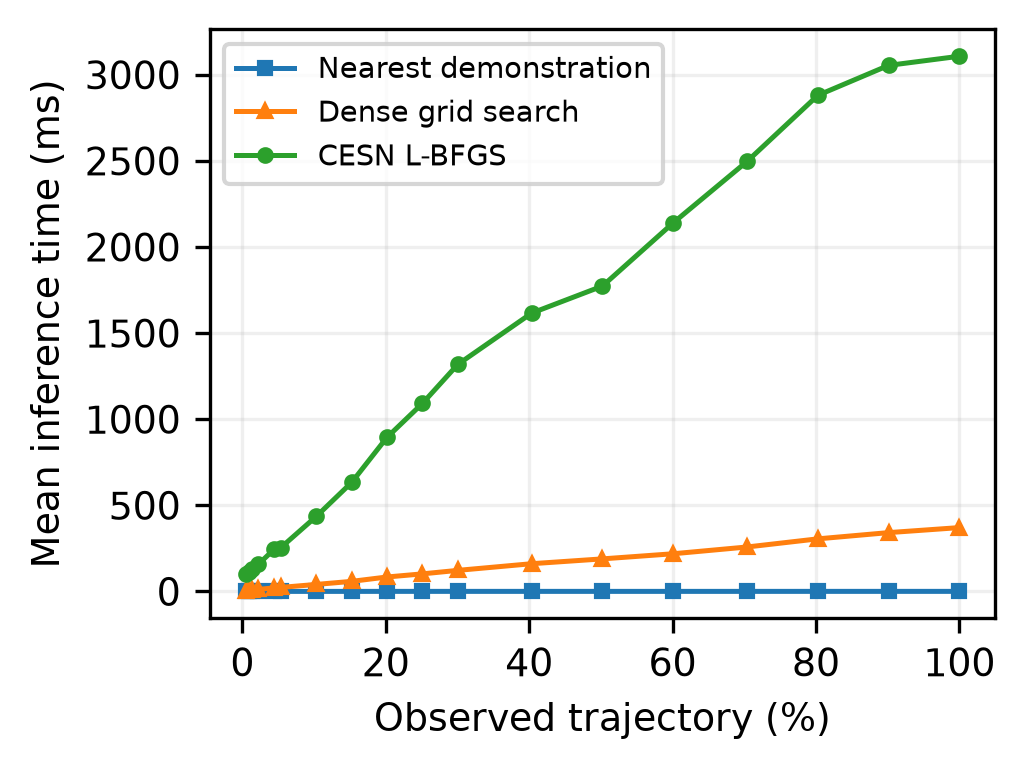 Nearest demonstration
Dense grid search
CESN L-BFGS
Mean inference time (ms)
3000
2500
2000
1500
1000
500
0
0 20 40 60 80 100
Observed trajectory (%)